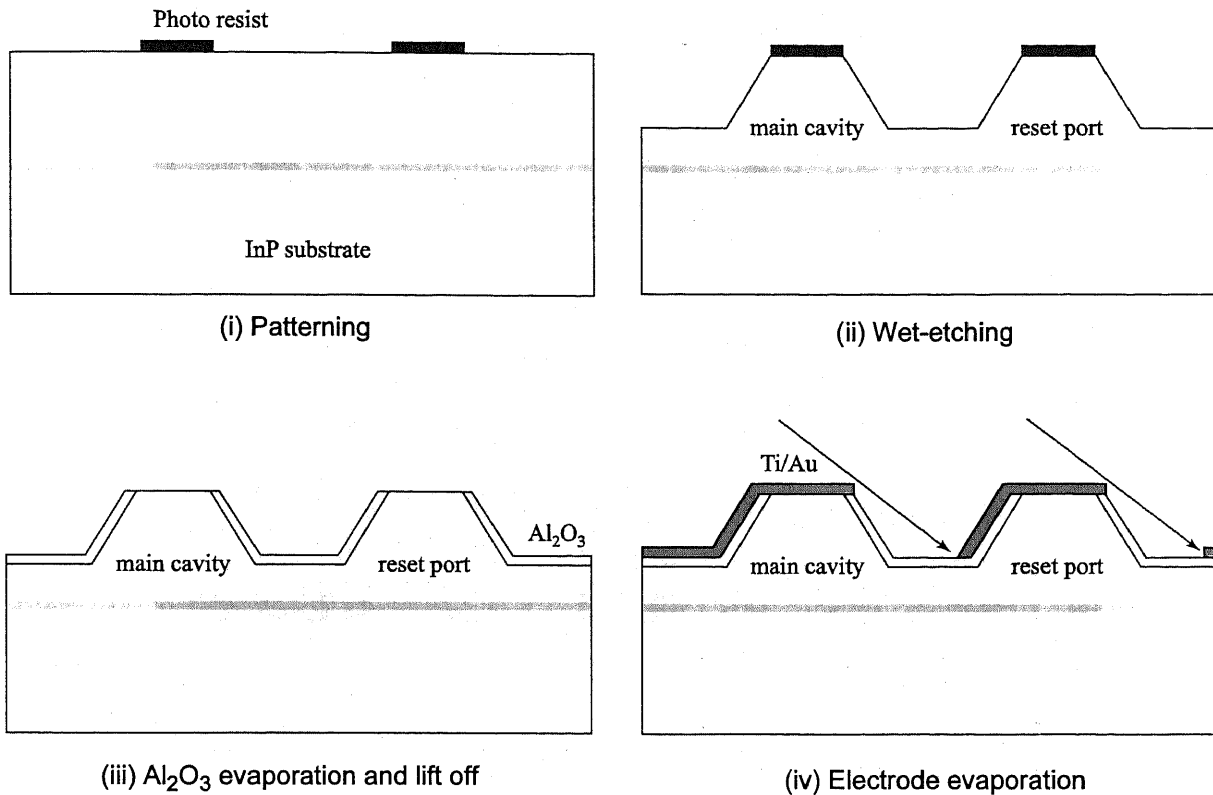 Photo resist
InP substrate
(i) Patterning
main cavity reset port
(ii) Wet-etching
Al₂O₃
main cavity reset port
(iii) Al₂O₃ evaporation and lift off
Ti/Au
main cavity reset port
(iv) Electrode evaporation